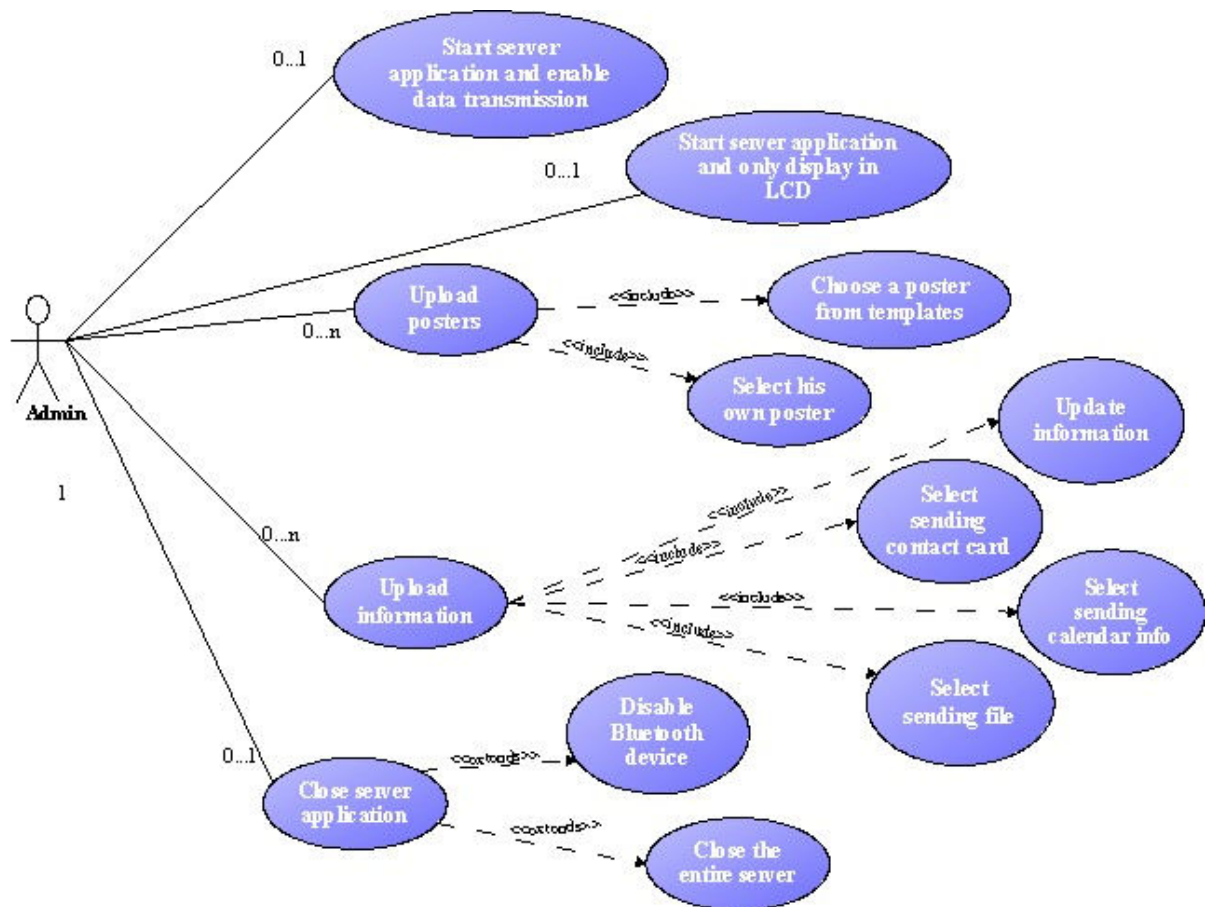 0...1
Start server
application and enable
data transmission
0...1
Start server application
and only display in
LCD
Upload
posters
0...n
<<include>>
Choose a poster
from templates
<<include>>
Select his
own poster
Admin
1
Update
information
<<include>>
Select
sending
contact card
<<include>>
0...n
Upload
information
<<include>>
Select
sending
calendar info
<<include>>
Select
sending file
Disable
Bluetooth
device
<<extends>>
0...1
Close server
application
<<extends>>
Close the
entire server